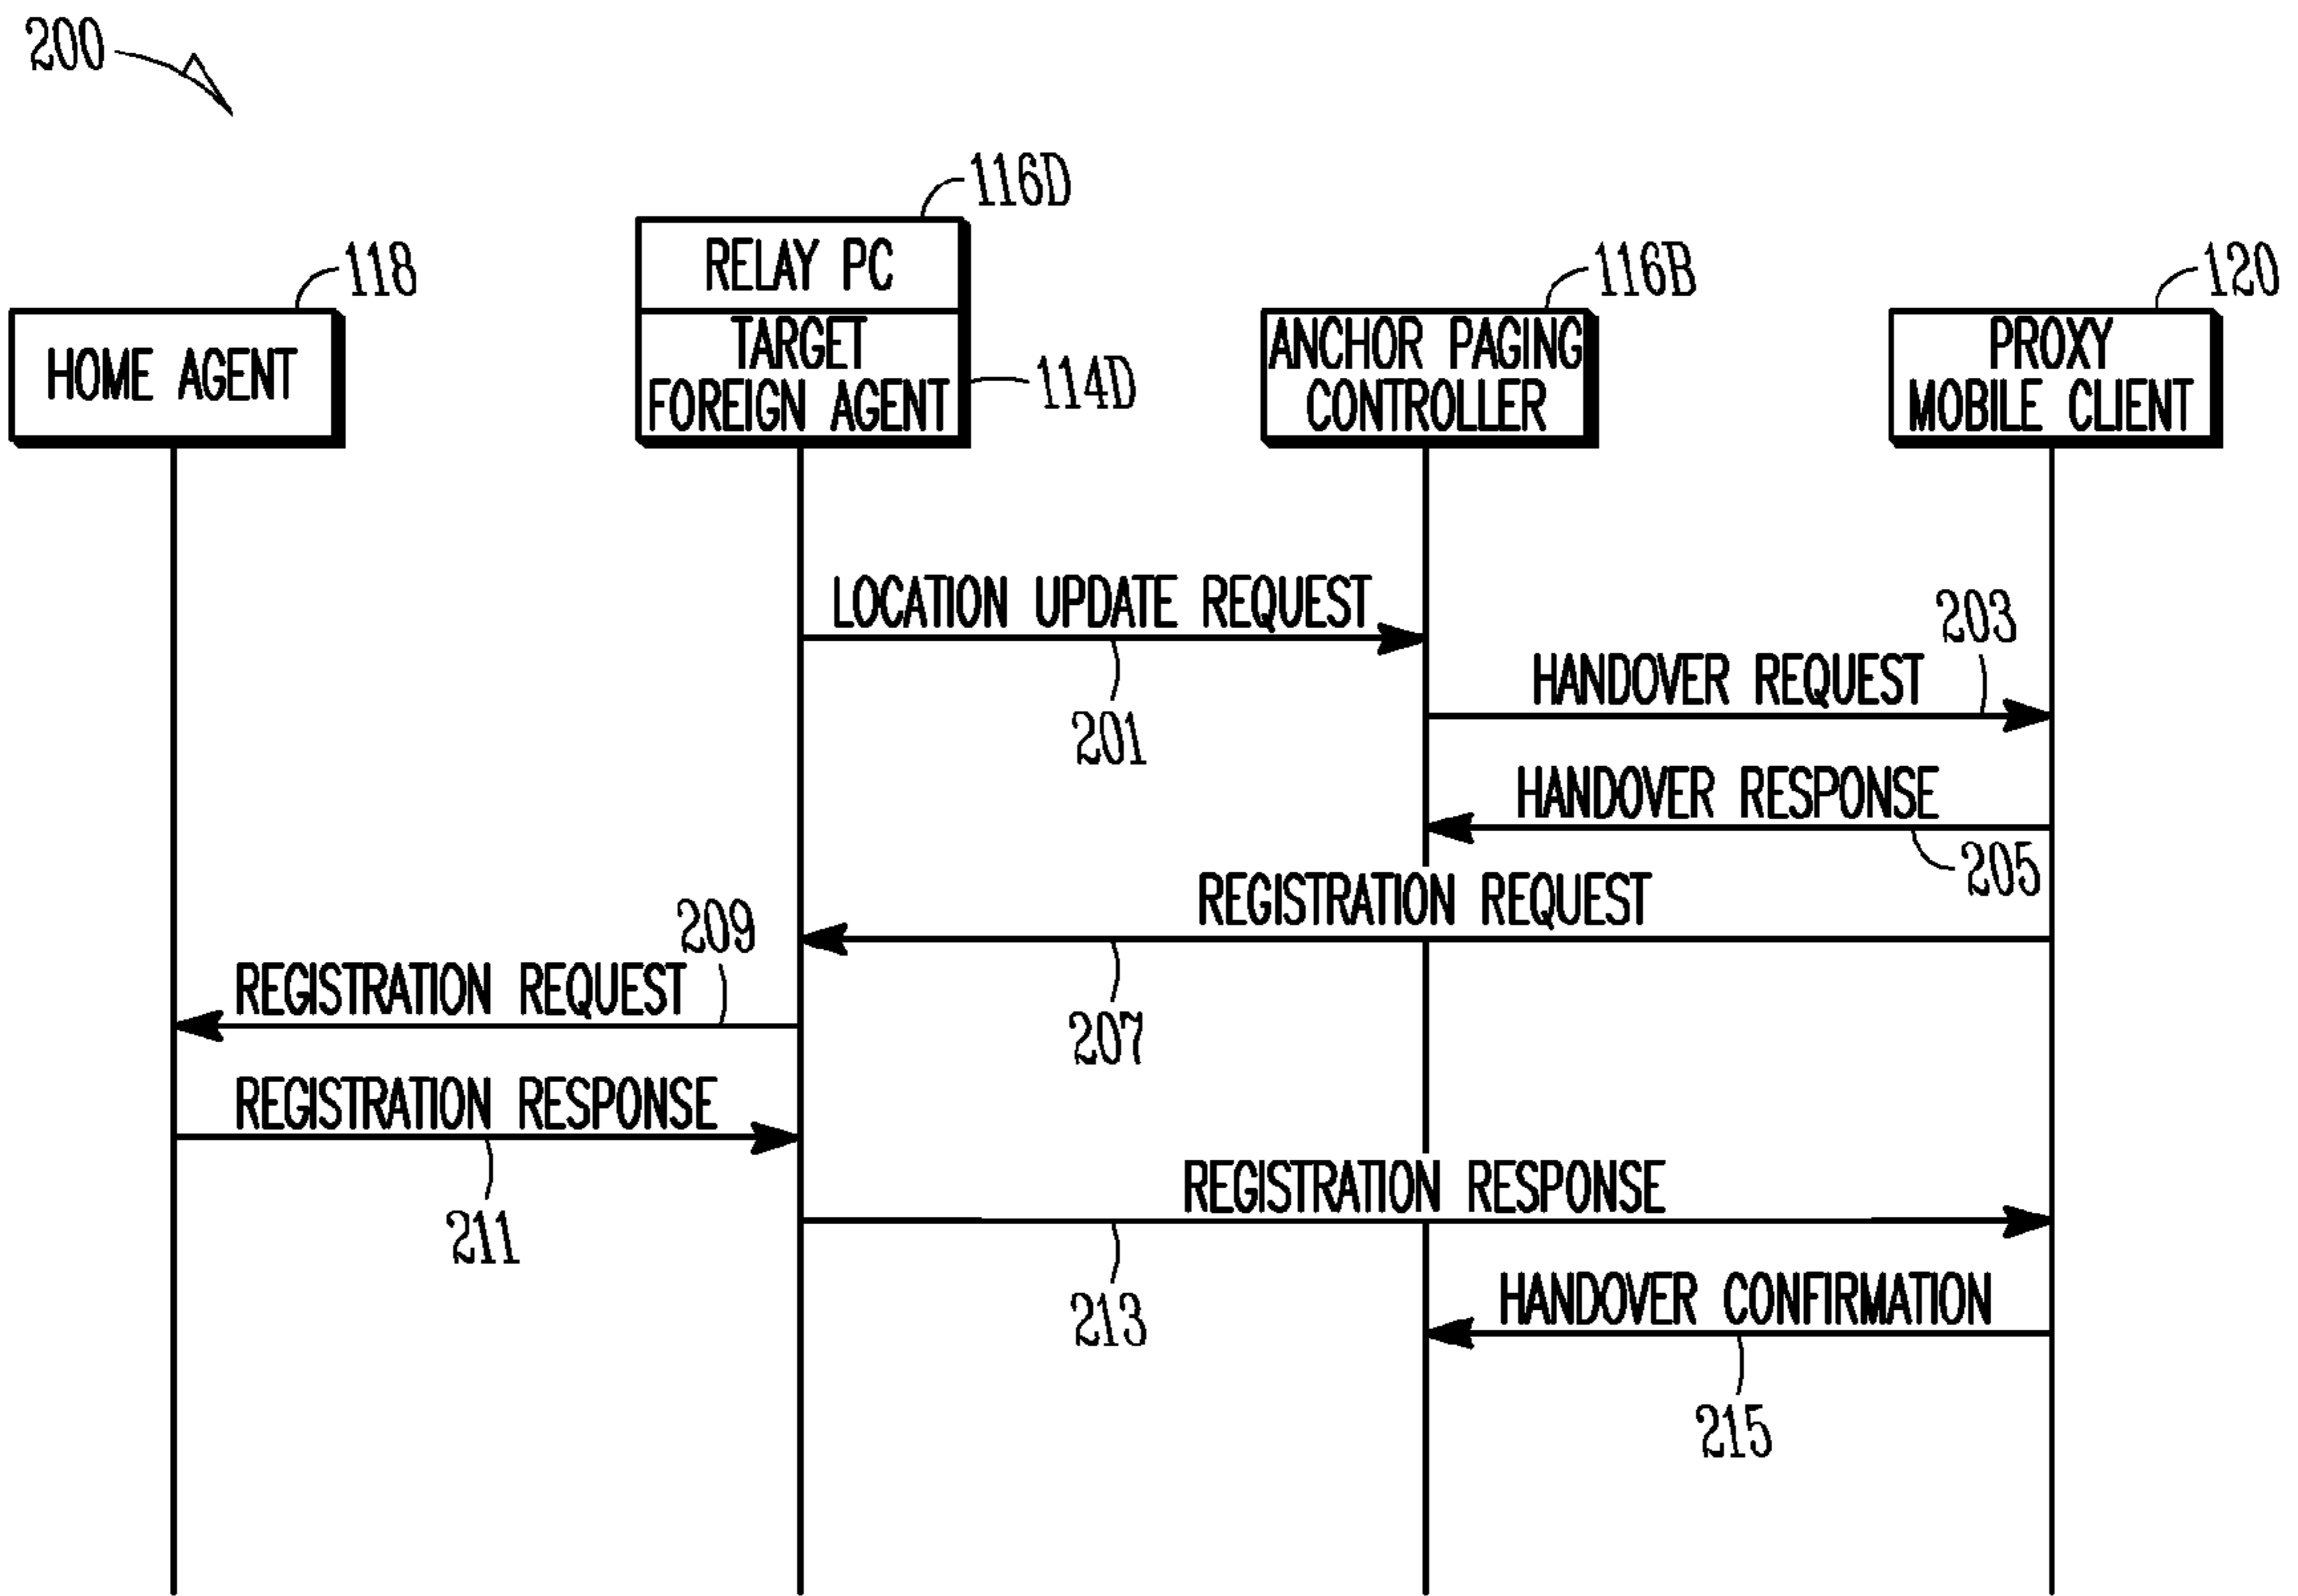 200
116D
RELAY PC
118
116B
120
HOME AGENT
TARGET
FOREIGN AGENT
114D
ANCHOR PAGING
CONTROLLER
PROXY
MOBILE CLIENT
LOCATION UPDATE REQUEST
201
203
HANDOVER REQUEST
HANDOVER RESPONSE
205
REGISTRATION REQUEST
207
209
REGISTRATION REQUEST
REGISTRATION RESPONSE
211
REGISTRATION RESPONSE
213
HANDOVER CONFIRMATION
215